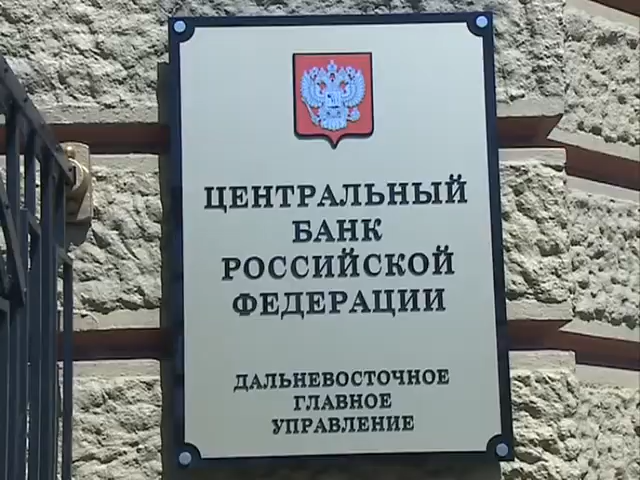 ЦЕНТРАЛЬНЫЙ
БАНК
РОССИЙСКОЙ
ФЕДЕРАЦИИ
ДАЛЬНЕВОСТОЧНОЕ
ГЛАВНОЕ
УПРАВЛЕНИЕ